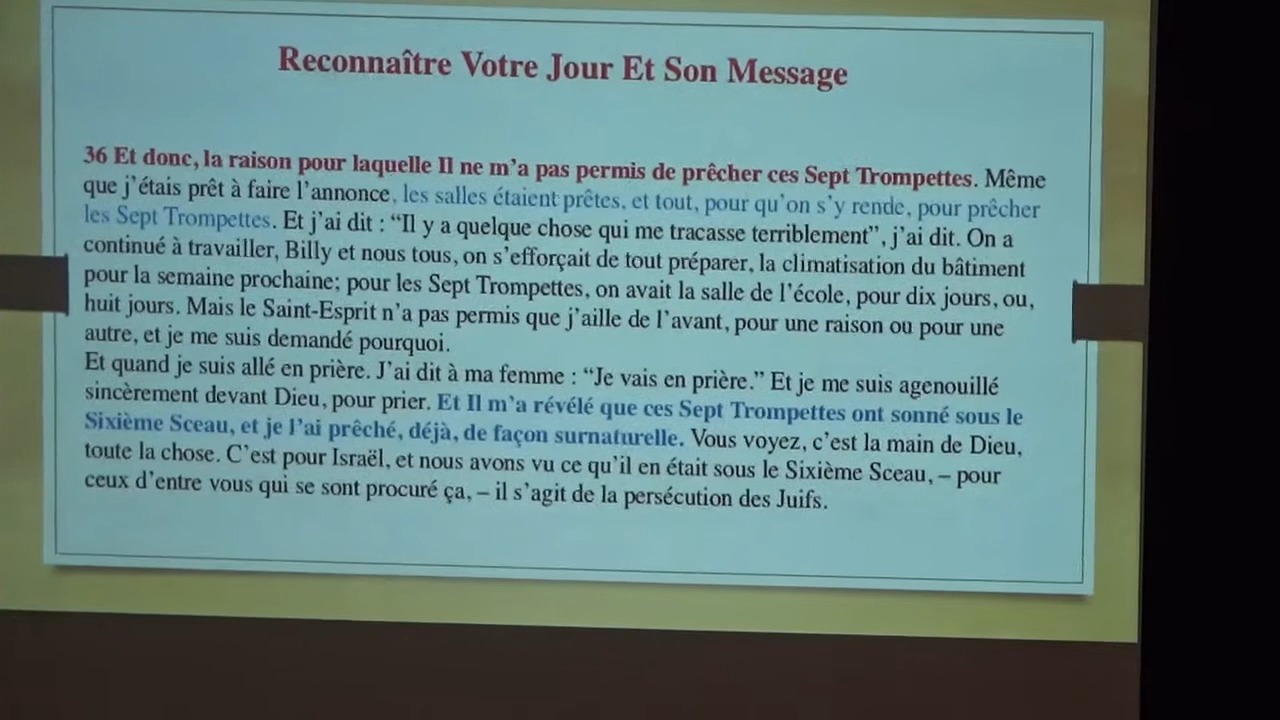 Reconnaître Votre Jour Et Son Message
36 Et donc, la raison pour laquelle Il ne m'a pas permis de prêcher ces Sept Trompettes. Même
que j'étais prêt à faire l'annonce, les salles étaient prêtes, et tout, pour qu'on s'y rende, pour prêcher
les Sept Trompettes. Et j'ai dit : “Il y a quelque chose qui me tracasse terriblement”, j'ai dit. On a
continué à travailler, Billy et nous tous, on s'efforçait de tout préparer, la climatisation du bâtiment
pour la semaine prochaine; pour les Sept Trompettes, on avait la salle de l'école, pour dix jours, ou,
huit jours. Mais le Saint-Esprit n'a pas permis que j'aille de l'avant, pour une raison ou pour une
autre, et je me suis demandé pourquoi.
Et quand je suis allé en prière. J'ai dit à ma femme : “Je vais en prière.” Et je me suis agenouillé
sincèrement devant Dieu, pour prier. Et Il m'a révélé que ces Sept Trompettes ont sonné sous le
Sixième Sceau, et je l'ai prêché, déjà, de façon surnaturelle. Vous voyez, c'est la main de Dieu,
toute la chose. C'est pour Israël, et nous avons vu ce qu'il en était sous le Sixième Sceau, – pour
ceux d'entre vous qui se sont procuré ça, – il s'agit de la persécution des Juifs.